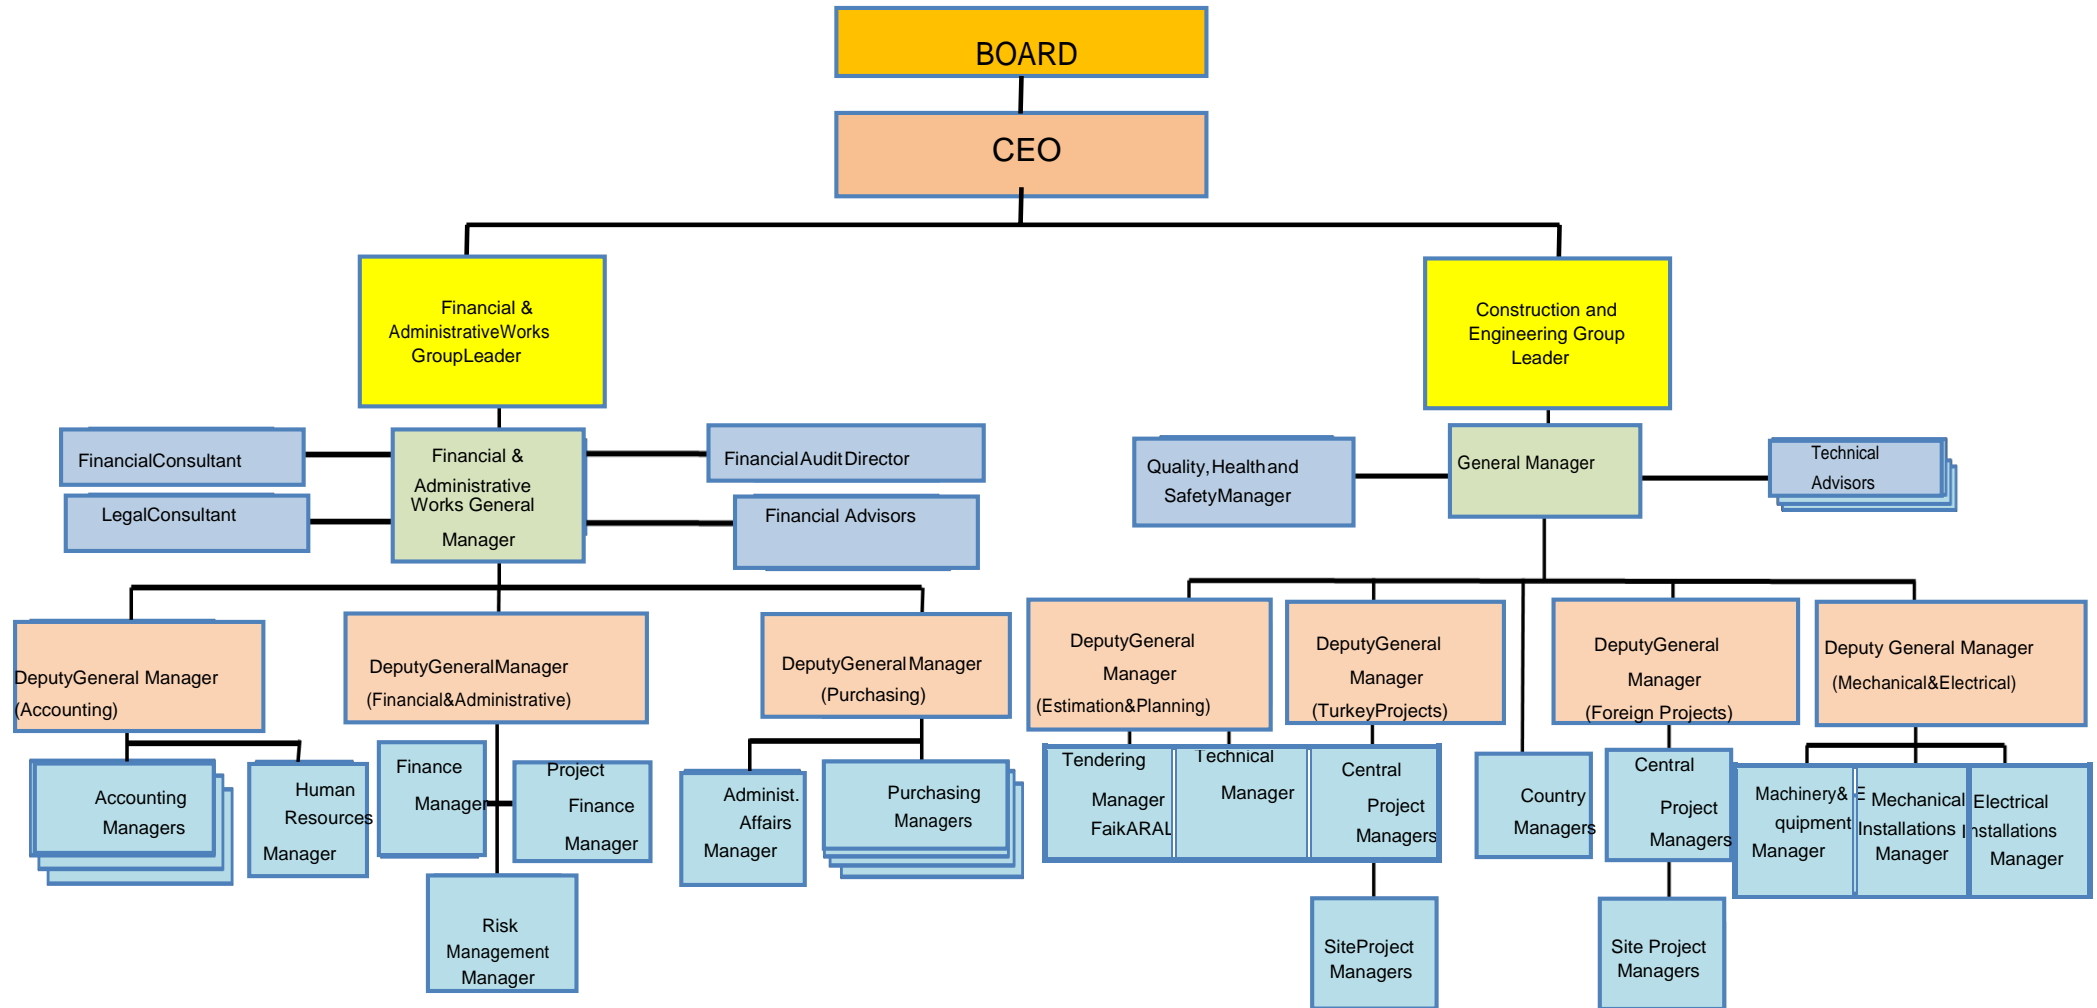 BOARD
CEO
Financial &
AdministrativeWorks
GroupLeader
Construction and
Engineering Group
Leader
FinancialConsultant
LegalConsultant
Financial &
Administrative
Works General
Manager
FinancialAuditDirector
Financial Advisors
Quality,Healthand
SafetyManager
General Manager
Technical
Advisors
DeputyGeneral Manager
(Accounting)
DeputyGeneralManager
(Financial&Administrative)
DeputyGeneralManager
(Purchasing)
DeputyGeneral
Manager
(Estimation&Planning)
DeputyGeneral
Manager
(TurkeyProjects)
DeputyGeneral
Manager
(Foreign Projects)
Deputy General Manager
(Mechanical&Electrical)
Accounting
Managers
Human
Resources
Manager
Finance
Manager
Project
Finance
Manager
Risk
Management
Manager
Administ.
Affairs
Manager
Purchasing
Managers
Tendering
Manager
FaikARAL
Technical
Manager
Central
Project
Managers
SiteProject
Managers
Country
Managers
Central
Project
Managers
Site Project
Managers
Machinery& E
quipment
Manager
Mechanical
Installations
Manager
Electrical
nstallations
Manager